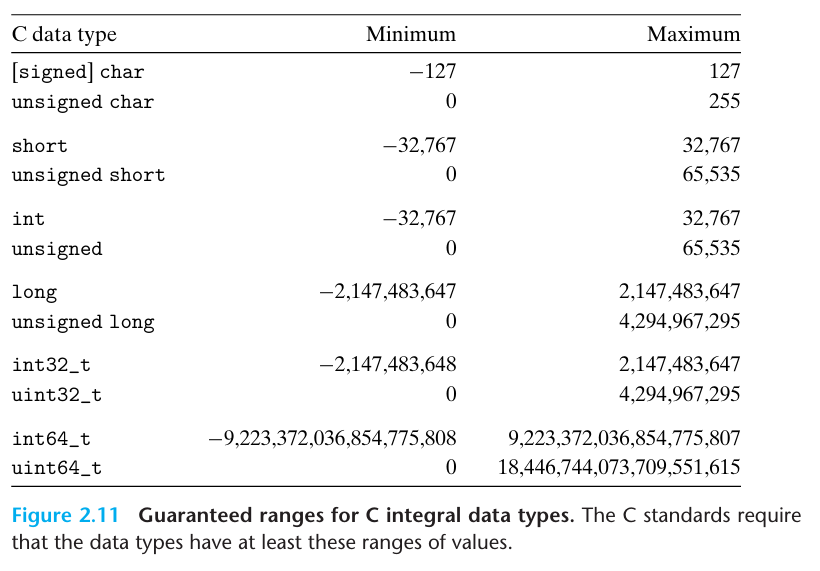 C data type Minimum Maximum
[signed] char −127 127
unsigned char 0 255
short −32,767 32,767
unsigned short 0 65,535
int −32,767 32,767
unsigned 0 65,535
long −2,147,483,647 2,147,483,647
unsigned long 0 4,294,967,295
int32_t −2,147,483,648 2,147,483,647
uint32_t 0 4,294,967,295
int64_t −9,223,372,036,854,775,808 9,223,372,036,854,775,807
uint64_t 0 18,446,744,073,709,551,615
Figure 2.11 Guaranteed ranges for C integral data types. The C standards require
that the data types have at least these ranges of values.